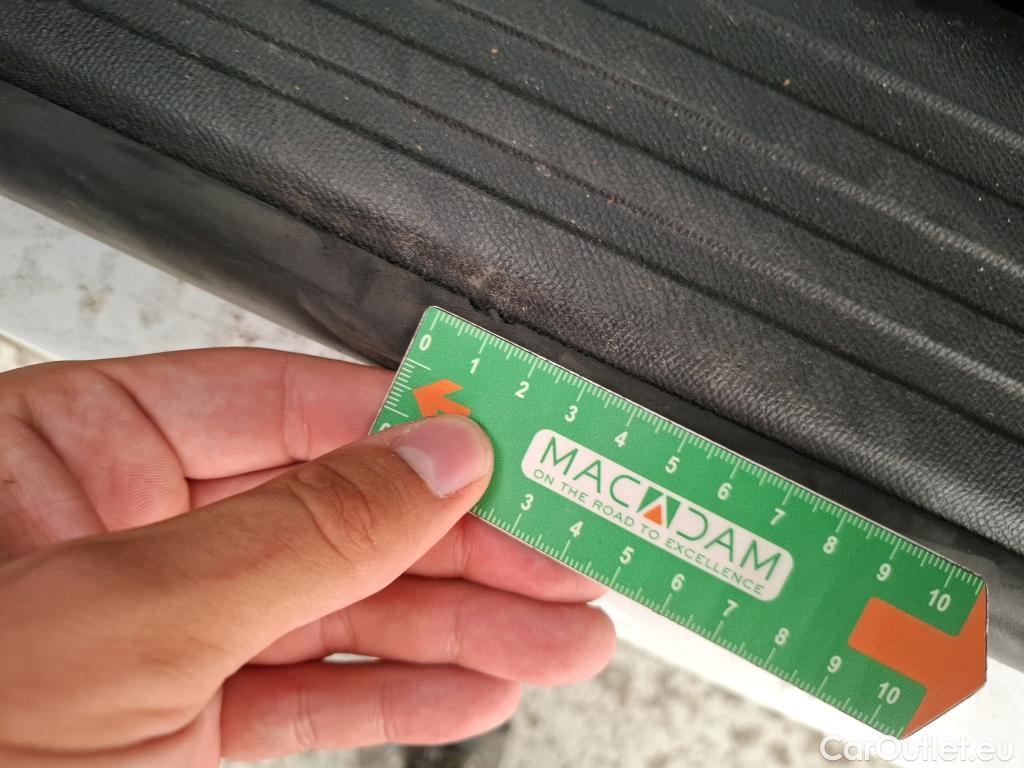 0 1 2 3 4 5 6 7 8 9 10
MACADAM
ON THE ROAD TO EXCELLENCE
3 4 5 6 7 8 9 10
CarOutlet.eu